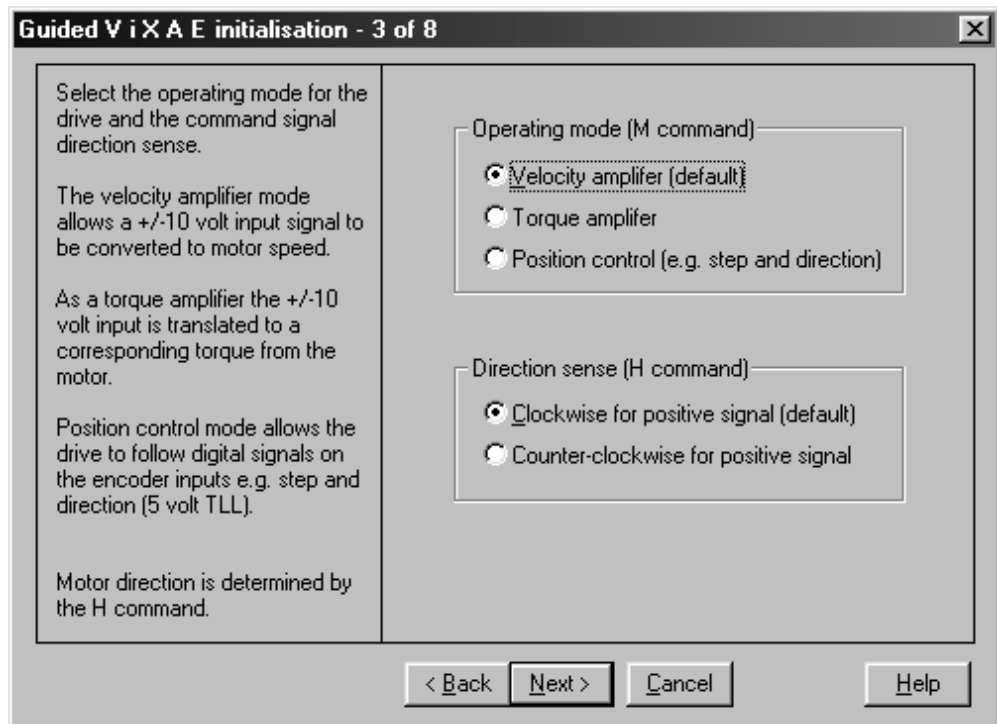 Guided V i X A E initialisation - 3 of 8
Select the operating mode for the
drive and the command signal
direction sense.
The velocity amplifier mode
allows a +/-10 volt input signal to
be converted to motor speed.
As a torque amplifier the +/-10
volt input is translated to a
corresponding torque from the
motor.
Position control mode allows the
drive to follow digital signals on
the encoder inputs e.g. step and
direction (5 volt TLL).
Motor direction is determined by
the H command.
Operating mode (M command)
Velocity amplifer (default)
Torque amplifer
Position control (e.g. step and direction)
Direction sense (H command)
Clockwise for positive signal (default)
Counter-clockwise for positive signal
< Back
Next >
Cancel
Help